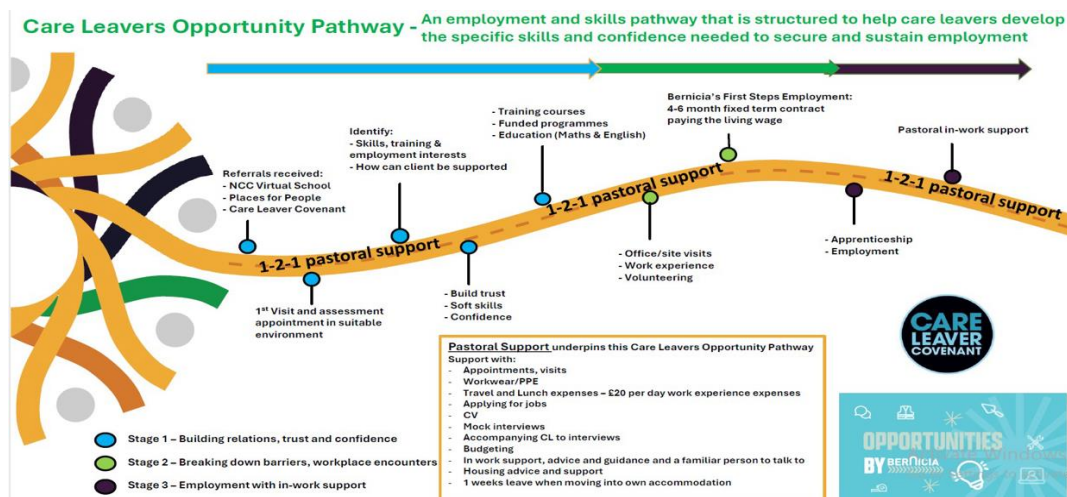 Care Leavers Opportunity Pathway - An employment and skills pathway that is structured to help care leavers develop
the specific skills and confidence needed to secure and sustain employment
Referrals received:
- NCC Virtual School
- Places for People
- Care Leaver Covenant
1st Visit and assessment
appointment in suitable
environment
Identify:
- Skills, training &
employment interests
- How can client be supported
- Build trust
- Soft skills
- Confidence
- Training courses
- Funded programmes
- Education (Maths & English)
- Office/site visits
- Work experience
- Volunteering
Bernicia's First Steps Employment:
4-6 month fixed term contract
paying the living wage
- Apprenticeship
- Employment
Pastoral in-work support
1-2-1 pastoral support
1-2-1 pastoral support
1-2-1 pastoral support
Pastoral Support underpins this Care Leavers Opportunity Pathway
Support with:
- Appointments, visits
- Workwear/PPE
- Travel and Lunch expenses – £20 per day work experience expenses
- Applying for jobs
- CV
- Mock interviews
- Accompanying CL to interviews
- Budgeting
- In work support, advice and guidance and a familiar person to talk to
- Housing advice and support
- 1 weeks leave when moving into own accommodation
Stage 1 – Building relations, trust and confidence
Stage 2 – Breaking down barriers, workplace encounters
Stage 3 – Employment with in-work support
CARE
LEAVER
COVENANT
OPPORTUNITIES
BY BERNICIA
Windows